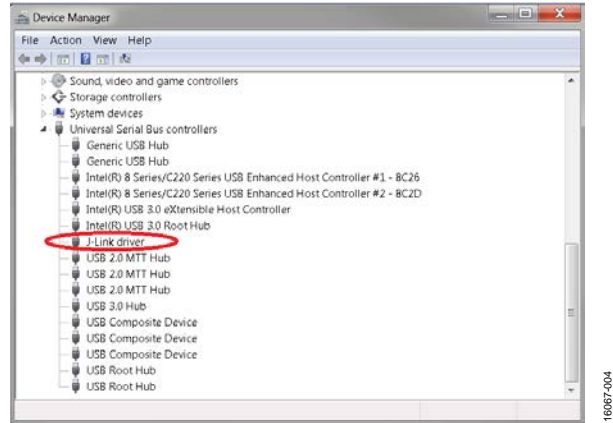 Device Manager
File Action View Help
Sound, video and game controllers
Storage controllers
System devices
Universal Serial Bus controllers
Generic USB Hub
Generic USB Hub
Intel(R) 8 Series/C220 Series USB Enhanced Host Controller #1 - 8C26
Intel(R) 8 Series/C220 Series USB Enhanced Host Controller #2 - 8C2D
Intel(R) USB 3.0 eXtensible Host Controller
Intel(R) USB 3.0 Root Hub
J-Link driver
USB 2.0 MTT Hub
USB 2.0 MTT Hub
USB 2.0 MTT Hub
USB 3.0 Hub
USB Composite Device
USB Composite Device
USB Composite Device
USB Root Hub
USB Root Hub
16067-004